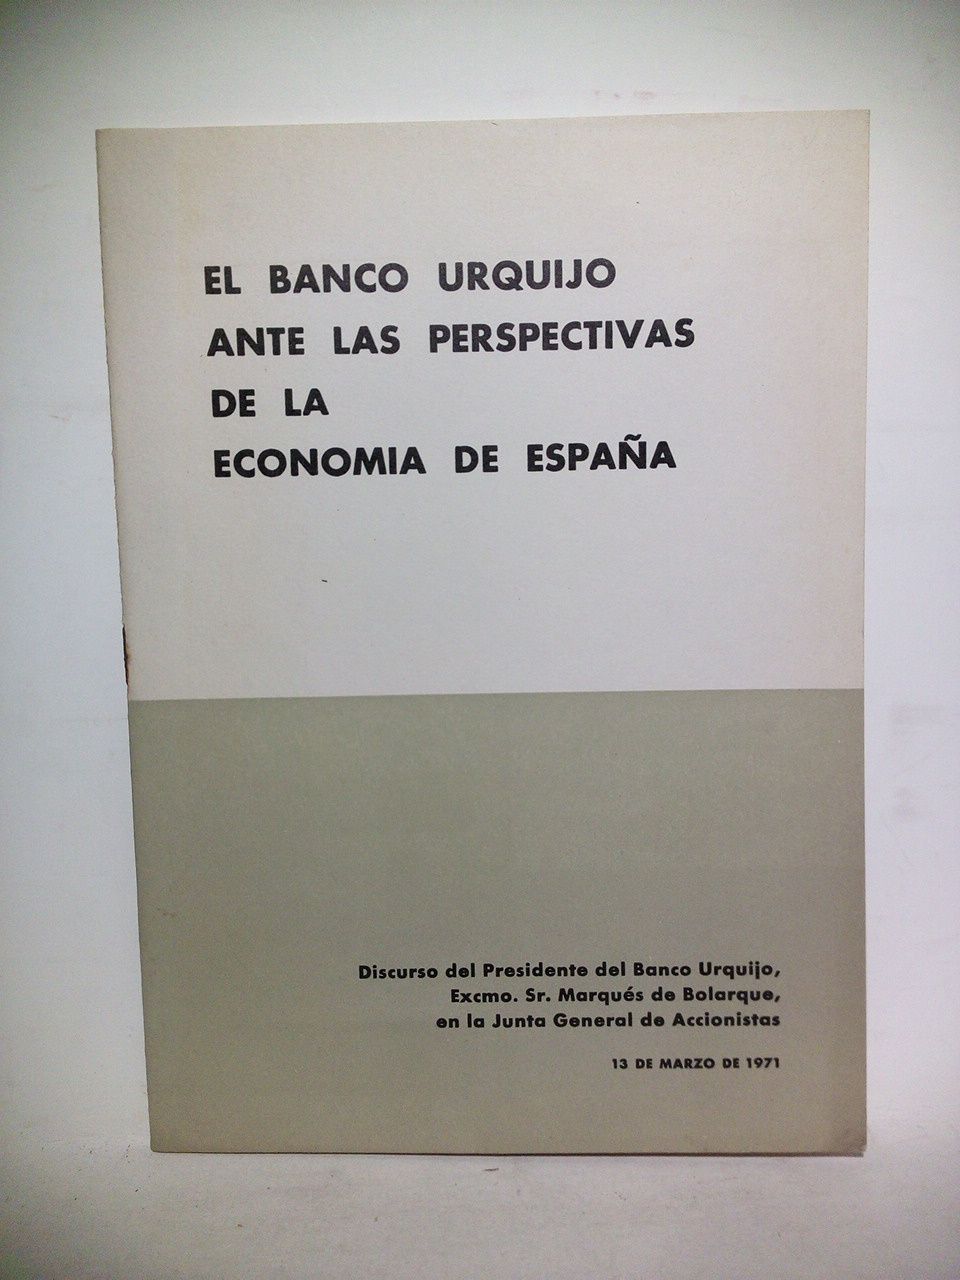 EL BANCO URQUIJO
ANTE LAS PERSPECTIVAS
DE LA
ECONOMIA DE ESPAÑA
Discurso del Presidente del Banco Urquijo,
Excmo. Sr. Marqués de Bolarque,
en la Junta General de Accionistas
13 DE MARZO DE 1971